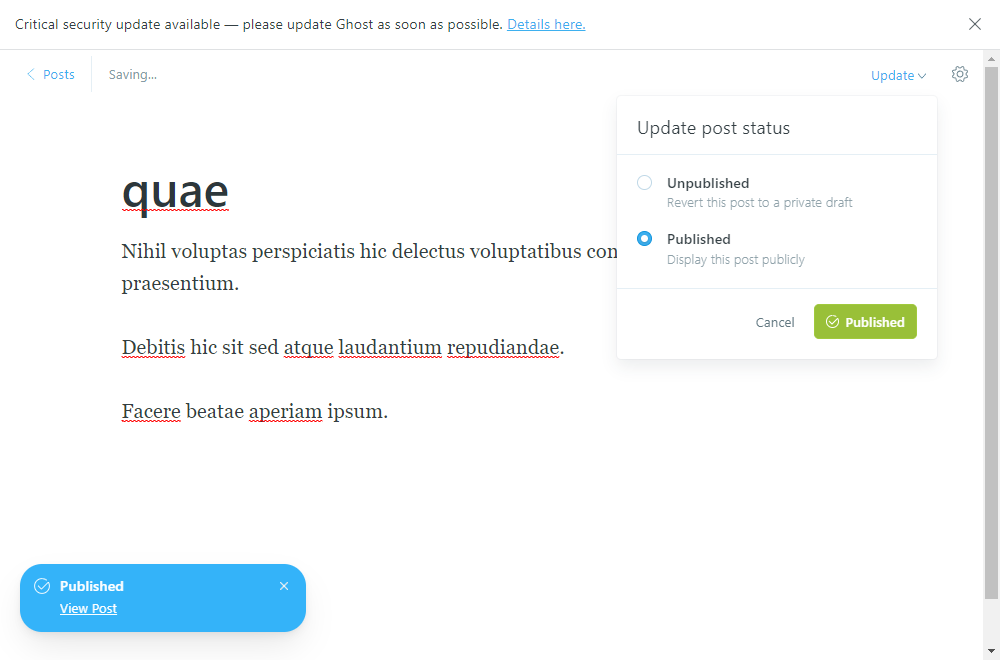 Critical security update available — please update Ghost as soon as possible. Details here.
Posts
Saving...
Update
Update post status
Unpublished
Revert this post to a private draft
Published
Display this post publicly
Cancel
Published
quae
Nihil voluptas perspiciatis hic delectus voluptatibus
praesentium.
Debitis hic sit sed atque laudantium repudiandae.
Facere beatae aperiam ipsum.
Published
View Post